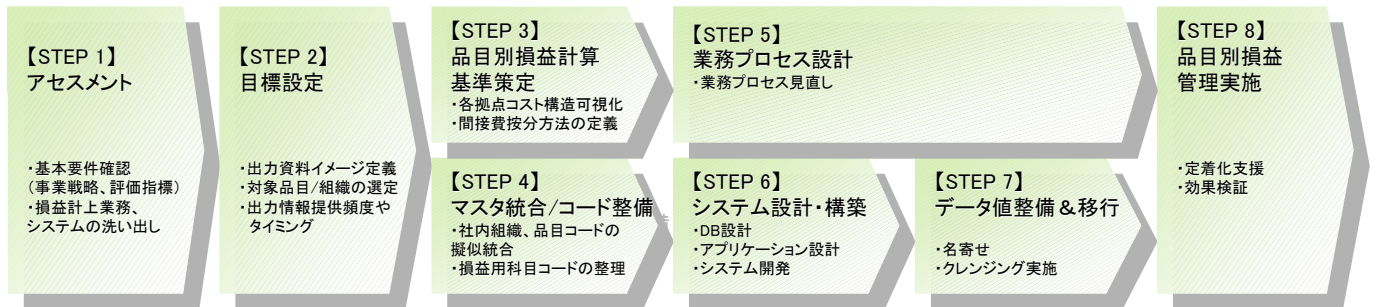 【STEP 1】
アセスメント
・基本要件確認
(事業戦略、評価指標)
・損益計上業務、
システムの洗い出し
【STEP 2】
目標設定
・出力資料イメージ定義
・対象品目/組織の選定
・出力情報提供頻度や
タイミング
【STEP 3】
品目別損益計算
基準策定
・各拠点コスト構造可視化
・間接費按分方法の定義
【STEP 4】
マスタ統合/コード整備
・社内組織、品目コードの
擬似統合
・損益用科目コードの整理
【STEP 5】
業務プロセス設計
・業務プロセス見直し
【STEP 6】
システム設計・構築
・DB設計
・アプリケーション設計
・システム開発
【STEP 7】
データ値整備＆移行
・名寄せ
・クレンジング実施
【STEP 8】
品目別損益
管理実施
・定着化支援
・効果検証